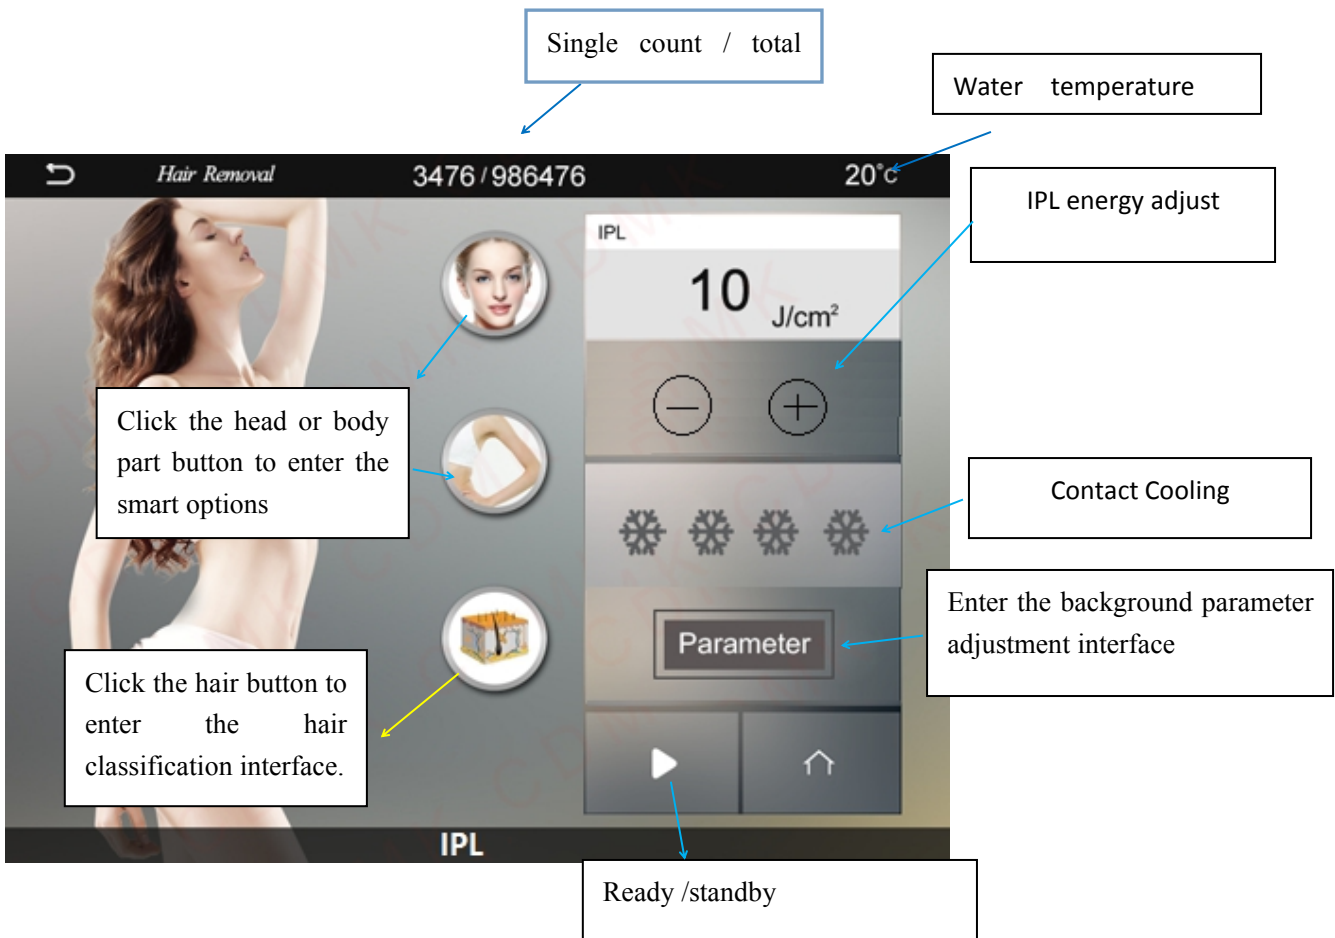 Single count / total
Water temperature
Hair Removal
3476 / 986476
20°C
IPL energy adjust
IPL
10 J/cm²
Click the head or body
part button to enter the
smart options
Contact Cooling
Enter the background parameter
adjustment interface
Parameter
Click the hair button to
enter the hair
classification interface.
IPL
Ready /standby
CDMK